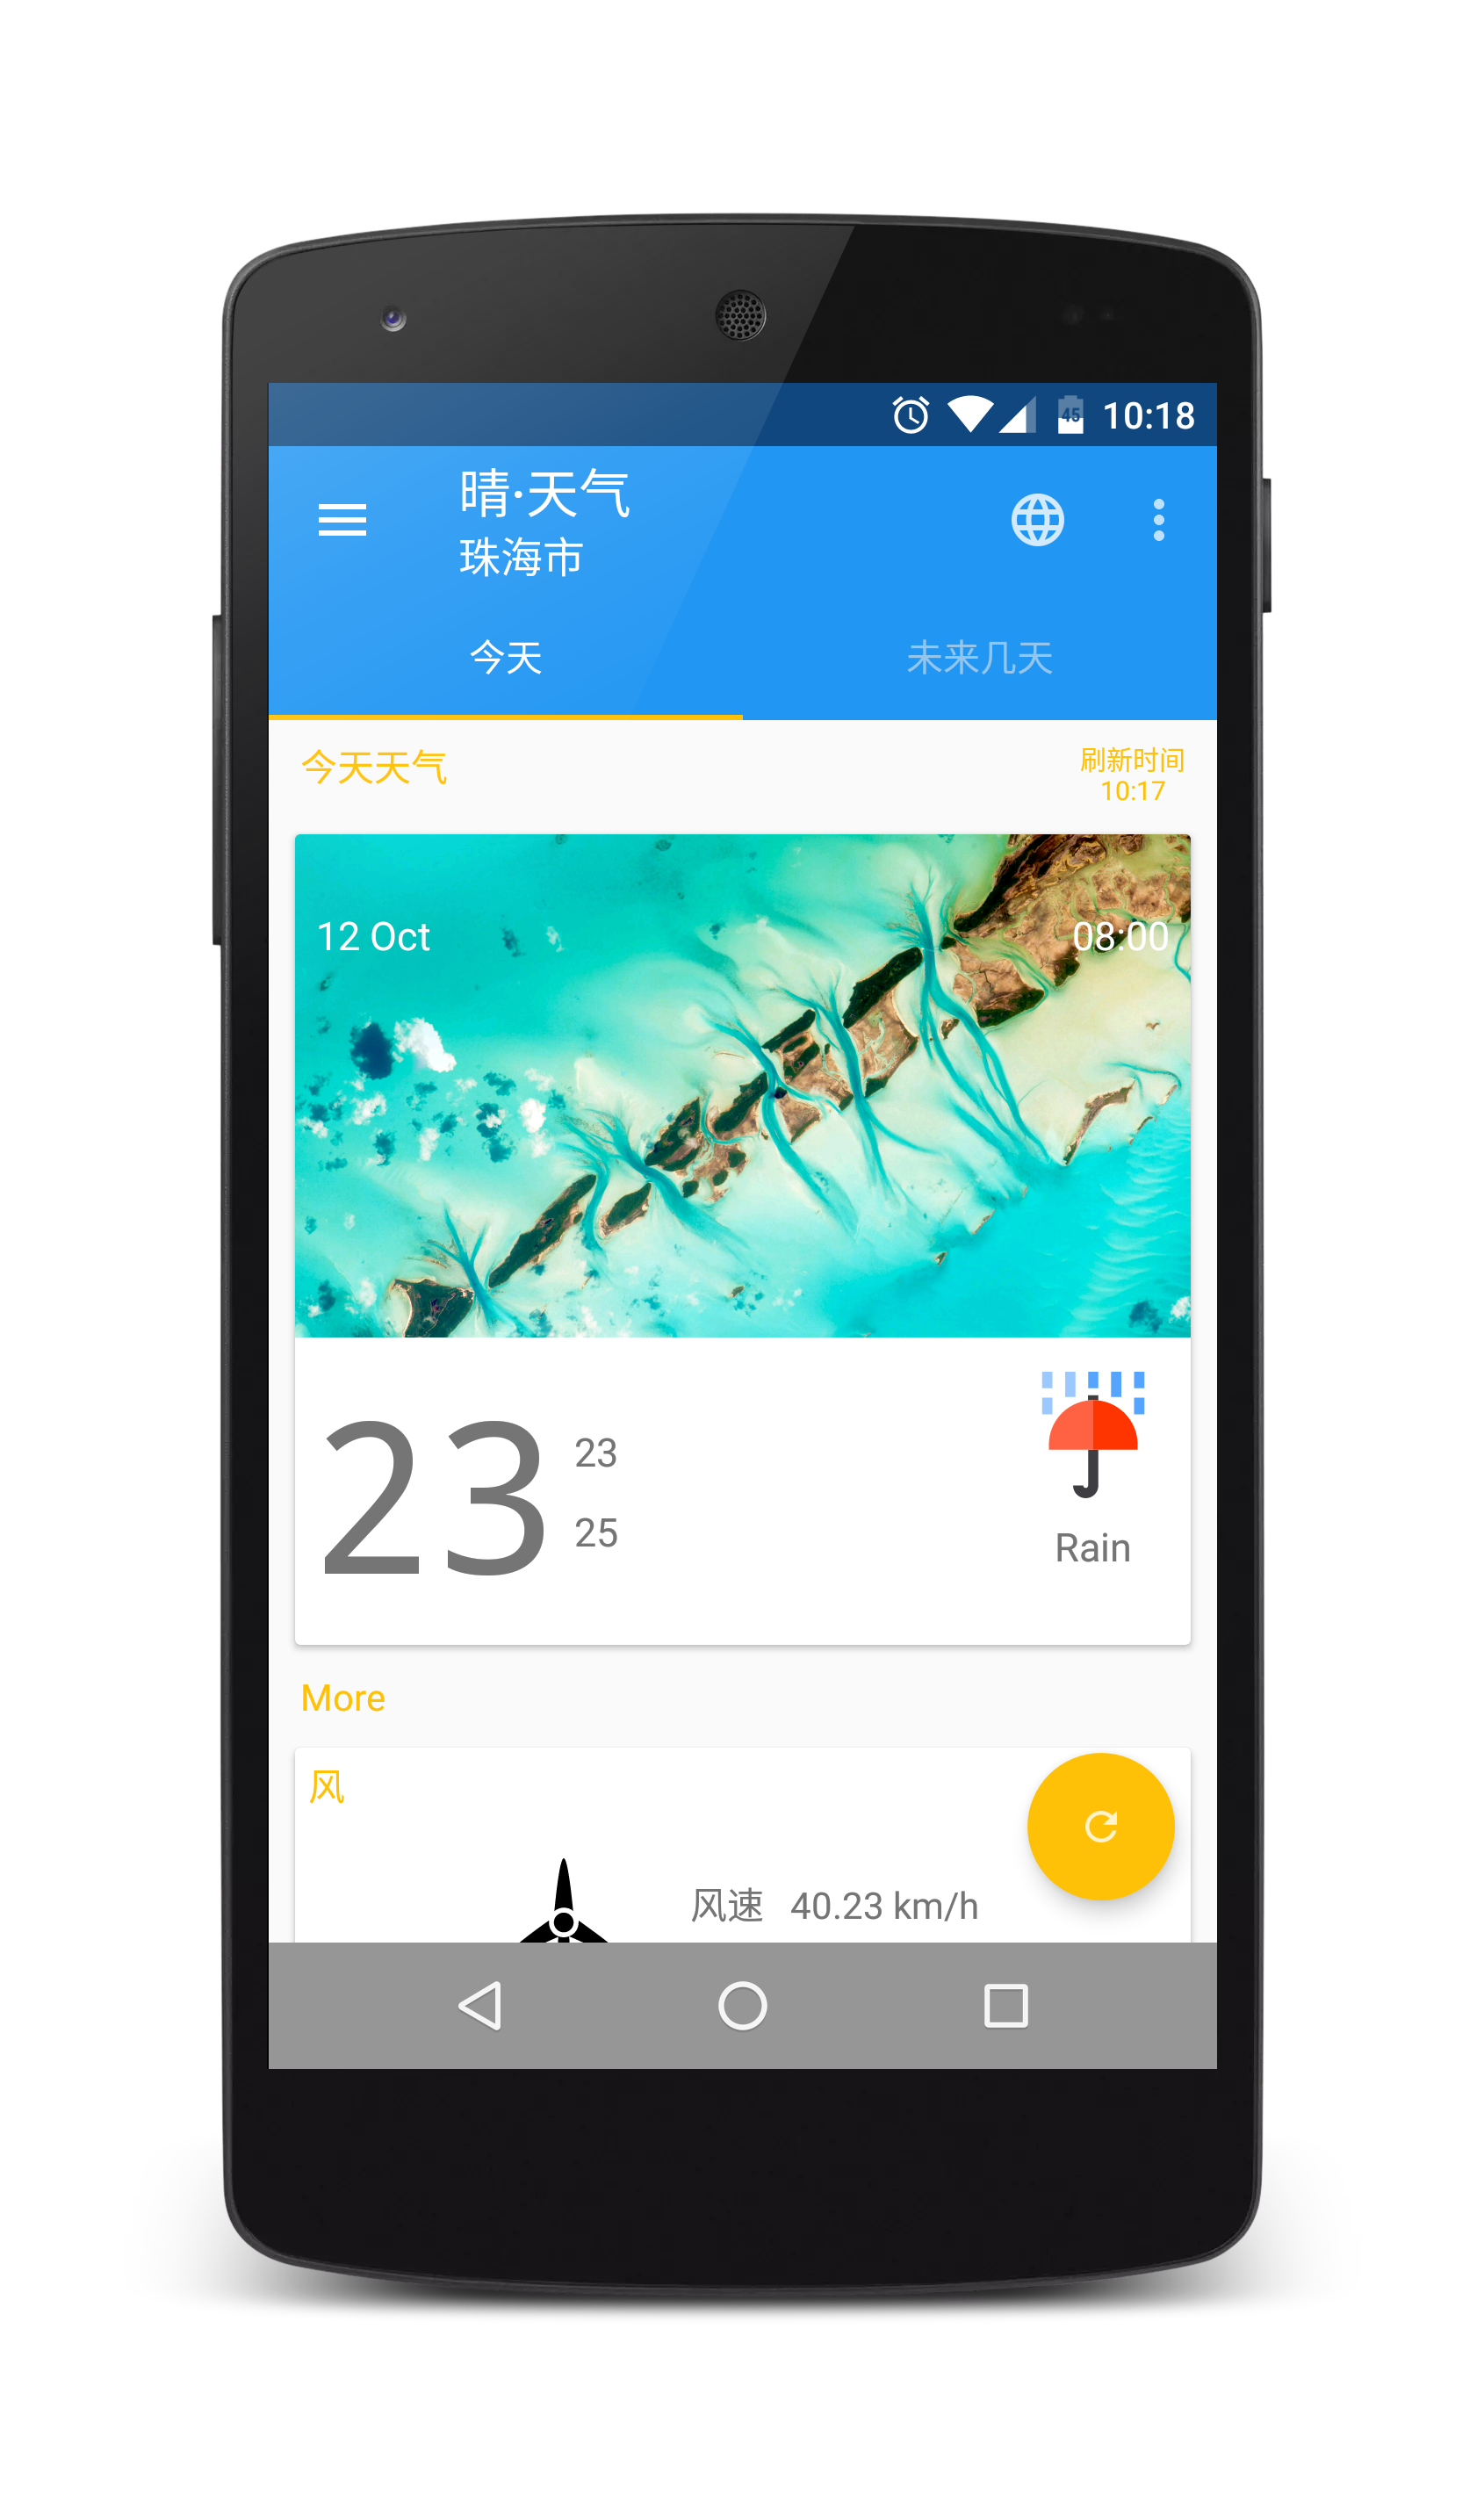 45 10:18
晴·天气
珠海市
今天 未来几天
今天天气 刷新时间
10:17
12 Oct 08:00
23
23
25
Rain
More
风
风速 40.23 km/h